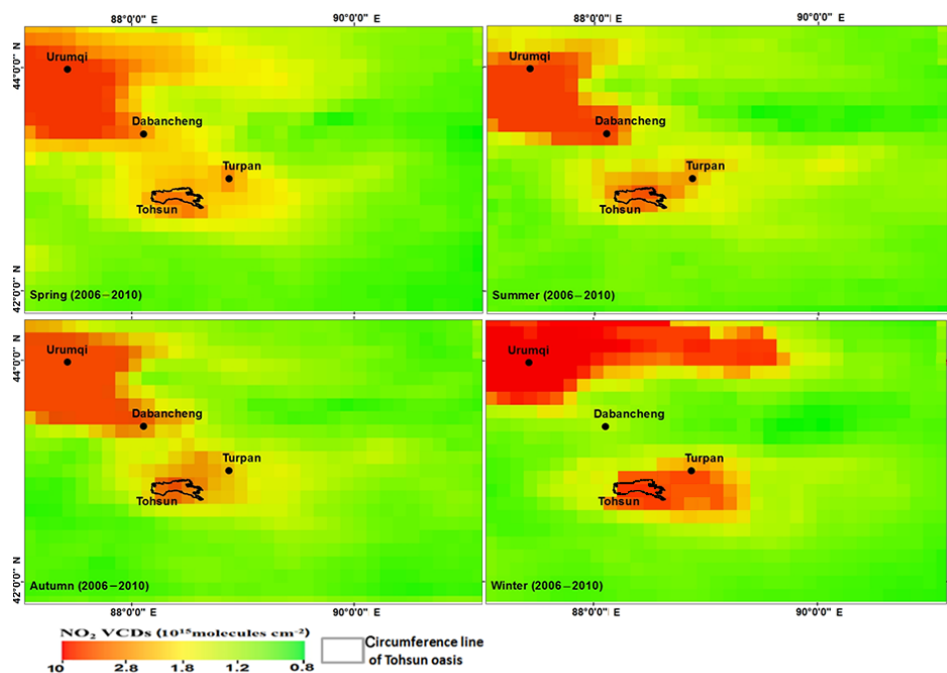 88°0'0" E 90°0'0" E 88°0'0" E 90°0'0" E
44°0'0" N
42°0'0" N
Urumqi
Dabancheng
Turpan
Tohsun
Spring (2006–2010)
Urumqi
Dabancheng
Turpan
Tohsun
Summer (2006–2010)
44°0'0" N
42°0'0" N
Urumqi
Dabancheng
Turpan
Tohsun
Autumn (2006–2010)
Urumqi
Dabancheng
Turpan
Tohsun
Winter (2006–2010)
88°0'0" E 90°0'0" E 88°0'0" E 90°0'0" E
NO₂ VCDs (10¹⁵molecules cm⁻²)
10 2.8 1.8 1.2 0.8
Circumference line
of Tohsun oasis